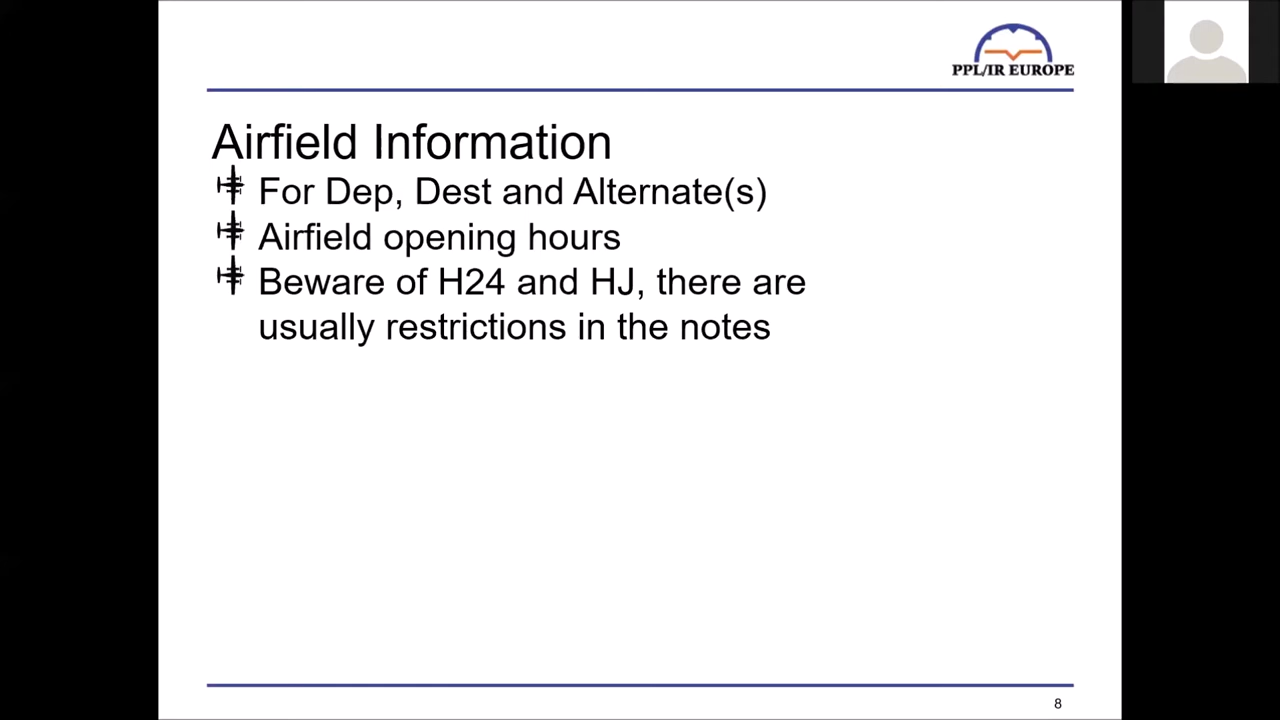 PPL/IR EUROPE
Airfield Information
For Dep, Dest and Alternate(s)
Airfield opening hours
Beware of H24 and HJ, there are
usually restrictions in the notes
8